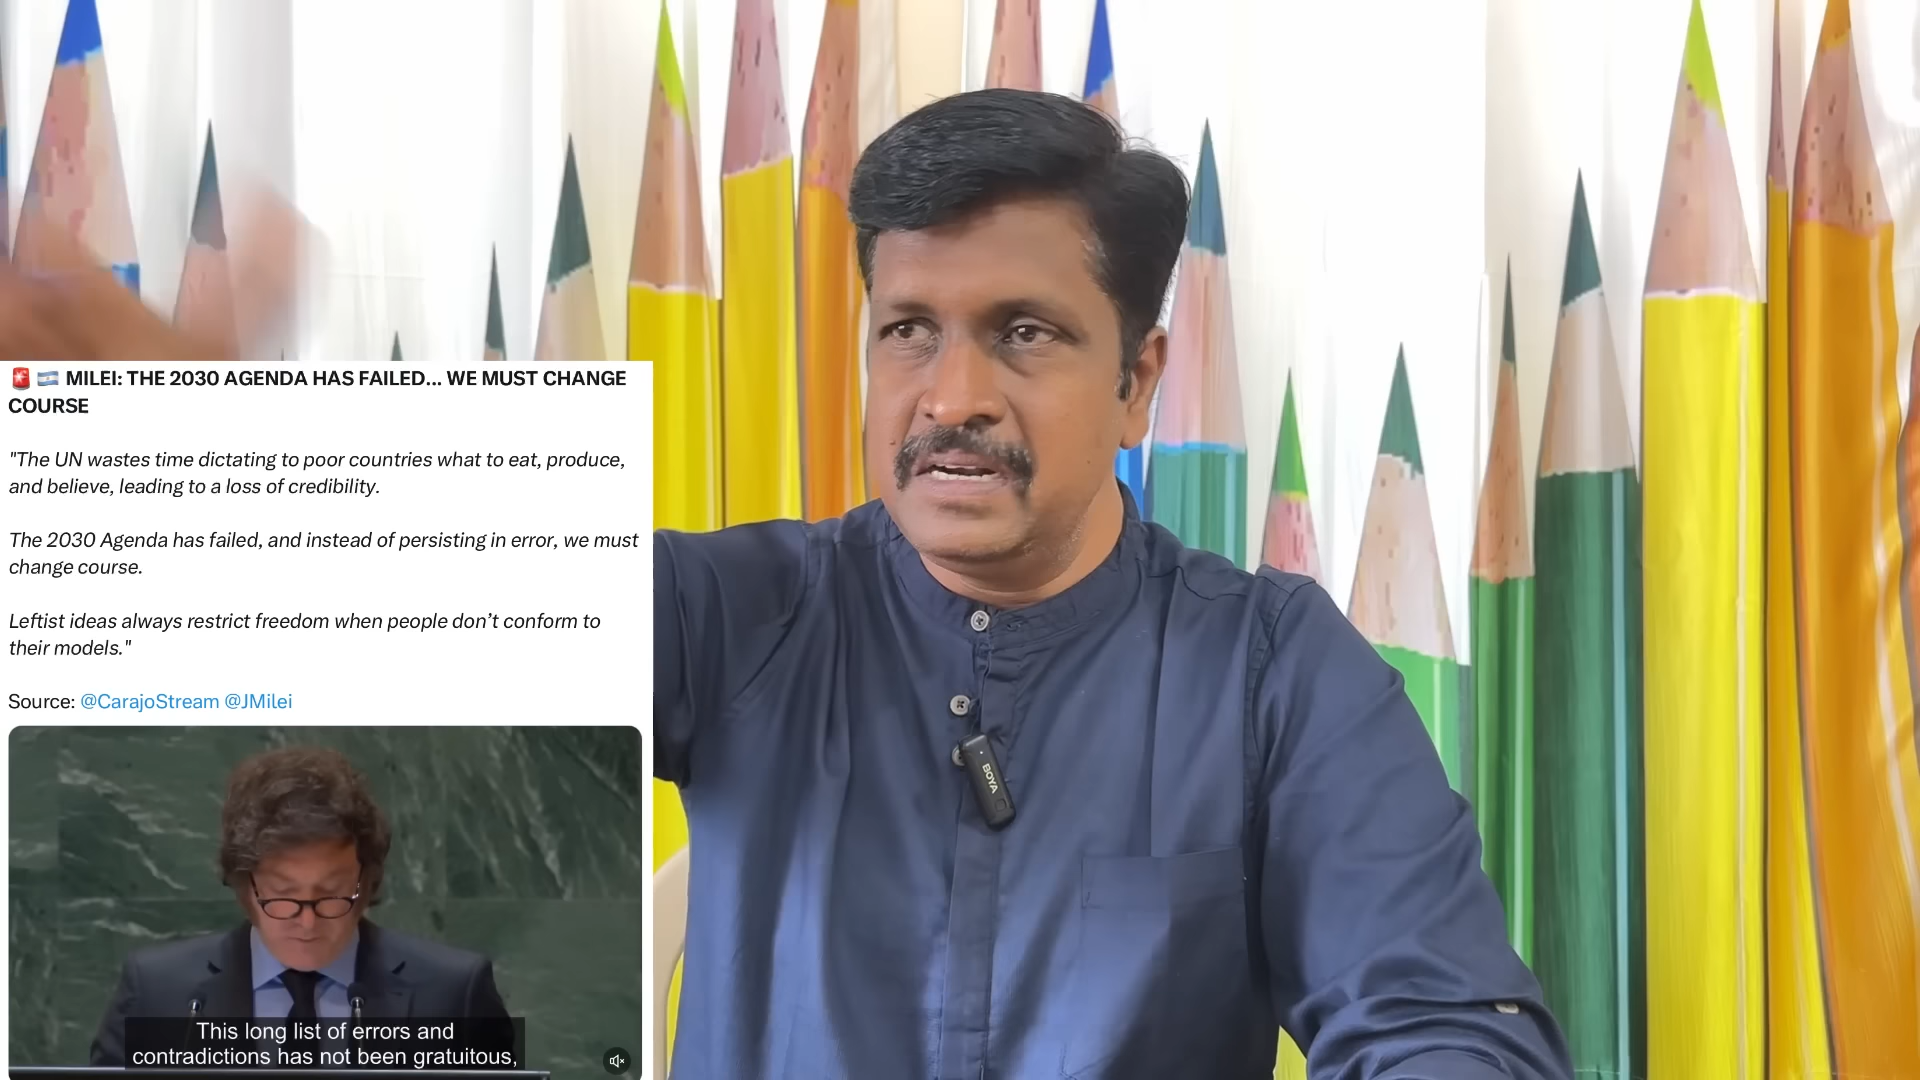 🚨 🇦🇷 MILEI: THE 2030 AGENDA HAS FAILED... WE MUST CHANGE
COURSE
"The UN wastes time dictating to poor countries what to eat, produce,
and believe, leading to a loss of credibility.
The 2030 Agenda has failed, and instead of persisting in error, we must
change course.
Leftist ideas always restrict freedom when people don’t conform to
their models."
Source: @CarajoStream @JMilei
This long list of errors and
contradictions has not been gratuitous,
BOYA